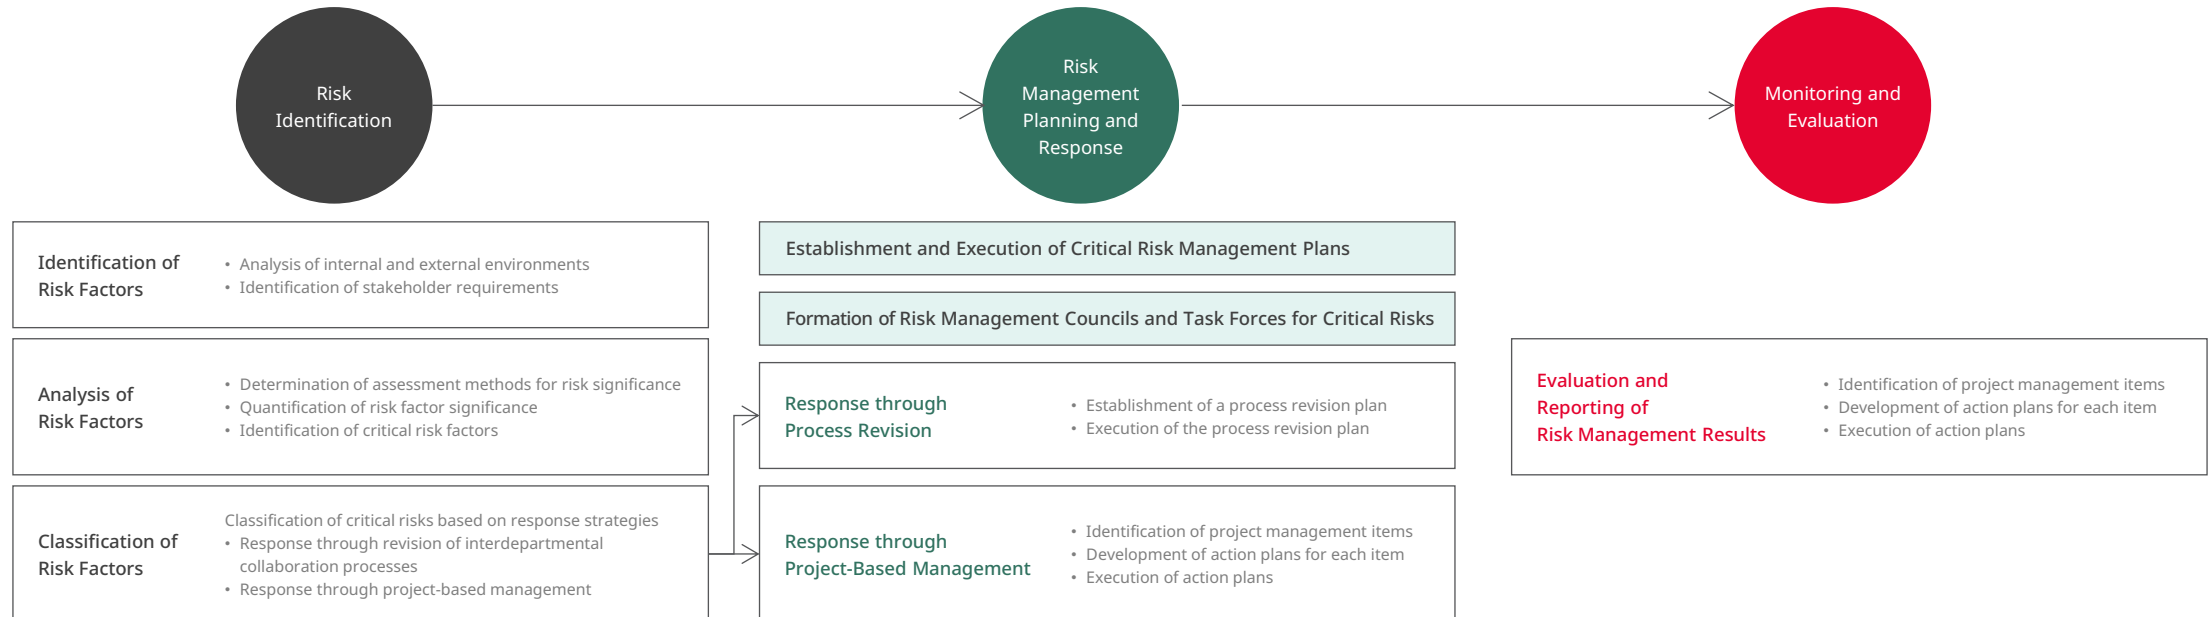 Risk
Identification
Risk
Management
Planning and
Response
Monitoring and
Evaluation
Identification of
Risk Factors
• Analysis of internal and external environments
• Identification of stakeholder requirements
Analysis of
Risk Factors
• Determination of assessment methods for risk significance
• Quantification of risk factor significance
• Identification of critical risk factors
Classification of
Risk Factors
Classification of critical risks based on response strategies
• Response through revision of interdepartmental
collaboration processes
• Response through project-based management
Establishment and Execution of Critical Risk Management Plans
Formation of Risk Management Councils and Task Forces for Critical Risks
Response through
Process Revision
• Establishment of a process revision plan
• Execution of the process revision plan
Response through
Project-Based Management
• Identification of project management items
• Development of action plans for each item
• Execution of action plans
Evaluation and
Reporting of
Risk Management Results
• Identification of project management items
• Development of action plans for each item
• Execution of action plans